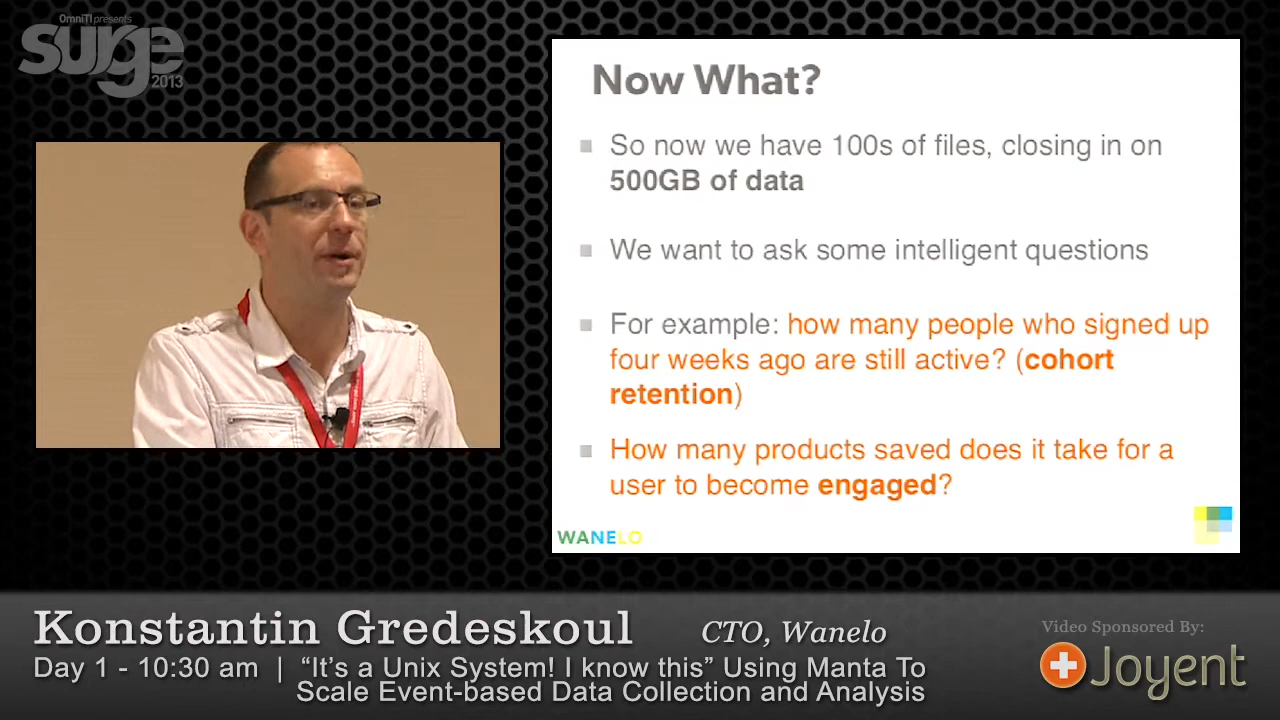 OmniTI presents
surge
2013
Now What?
So now we have 100s of files, closing in on
500GB of data
We want to ask some intelligent questions
For example: how many people who signed up
four weeks ago are still active? (cohort
retention)
How many products saved does it take for a
user to become engaged?
WANELO
Konstantin Gredeskoul
CTO, Wanelo
Day 1 - 10:30 am | “It’s a Unix System! I know this” Using Manta To
Scale Event-based Data Collection and Analysis
Video Sponsored By:
Joyent